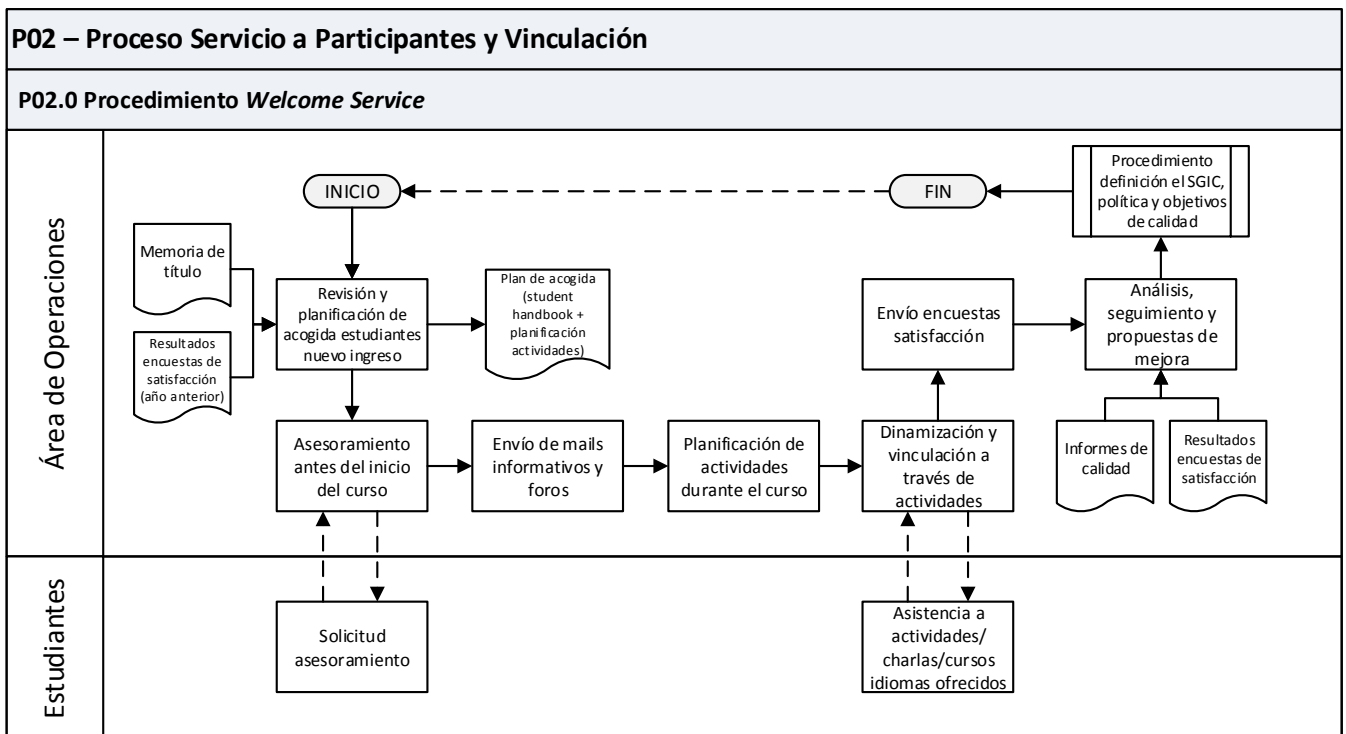 P02 – Proceso Servicio a Participantes y Vinculación
P02.0 Procedimiento Welcome Service
Área de Operaciones
INICIO
FIN
Procedimiento
definición el SGIC,
política y objetivos
de calidad
Memoria de
título
Resultados
encuestas de
satisfacción
(año anterior)
Revisión y
planificación de
acogida estudiantes
nuevo ingreso
Plan de acogida
(student
handbook +
planificación
actividades)
Envío encuestas
satisfacción
Análisis,
seguimiento y
propuestas de
mejora
Asesoramiento
antes del inicio
del curso
Envío de mails
informativos y
foros
Planificación de
actividades
durante el curso
Dinamización y
vinculación a
través de
actividades
Informes de
calidad
Resultados
encuestas de
satisfacción
Estudiantes
Solicitud
asesoramiento
Asistencia a
actividades/
charlas/cursos
idiomas ofrecidos